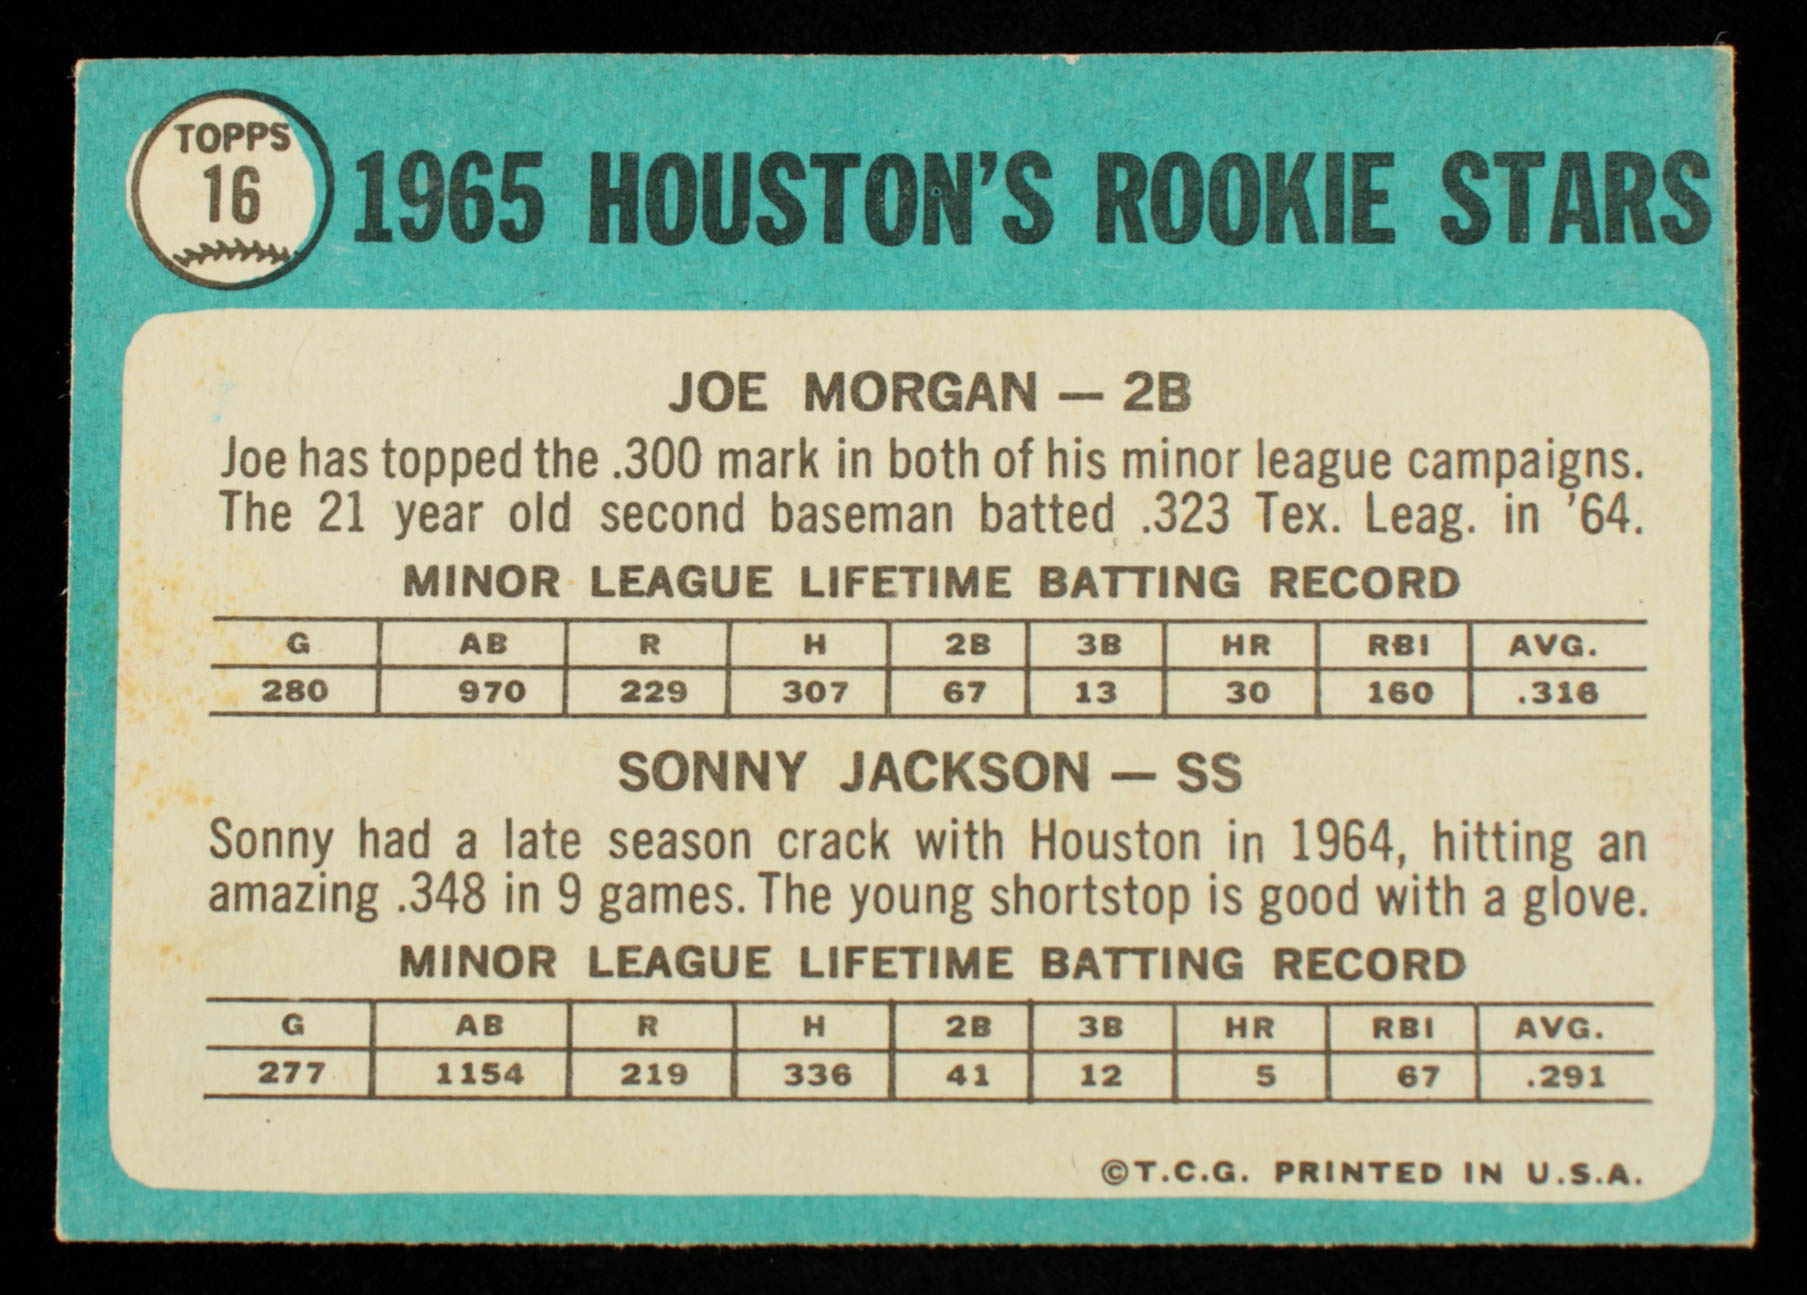 TOPPS
16
1965 HOUSTON'S ROOKIE STARS
JOE MORGAN — 2B
Joe has topped the .300 mark in both of his minor league campaigns.
The 21 year old second baseman batted .323 Tex. Leag. in '64.
MINOR LEAGUE LIFETIME BATTING RECORD
G AB R H 2B 3B HR RBI AVG.
280 970 229 307 67 13 30 160 .316
SONNY JACKSON — SS
Sonny had a late season crack with Houston in 1964, hitting an
amazing .348 in 9 games. The young shortstop is good with a glove.
MINOR LEAGUE LIFETIME BATTING RECORD
G AB R H 2B 3B HR RBI AVG.
277 1154 219 336 41 12 5 67 .291
©T.C.G. PRINTED IN U.S.A.